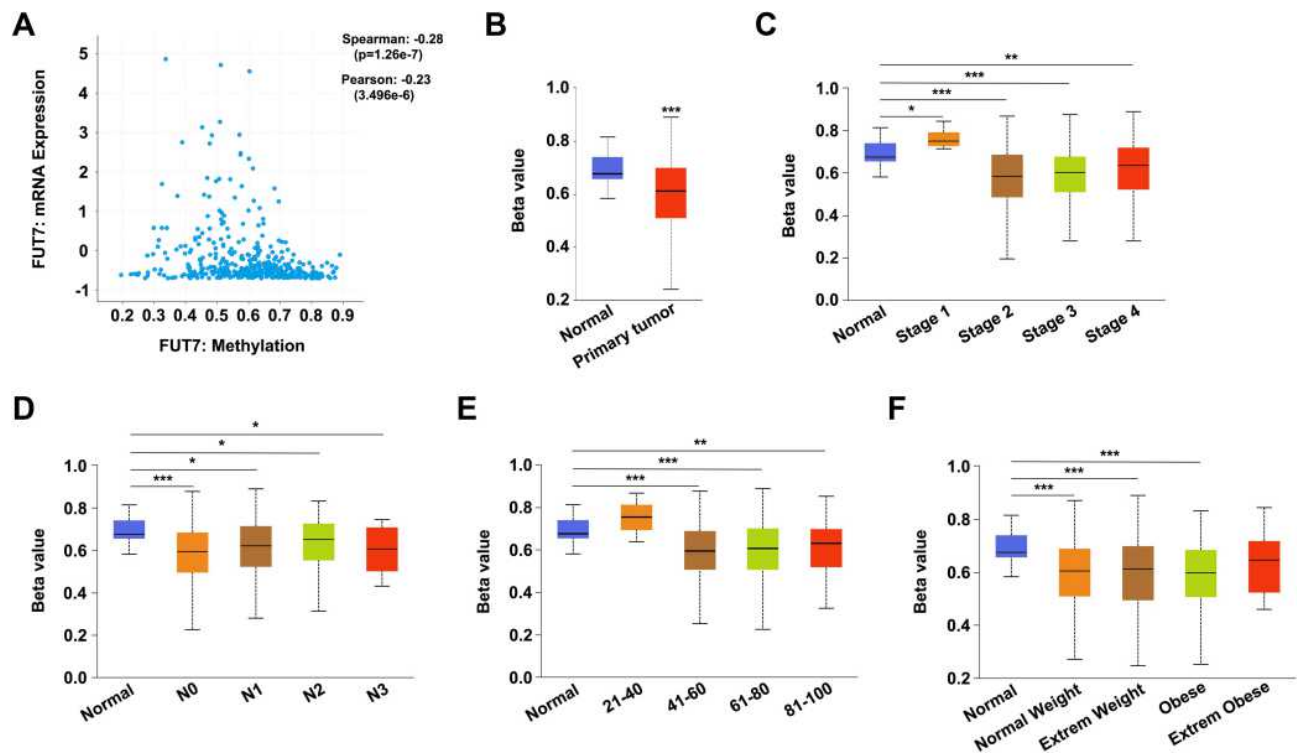 A
Spearman: -0.28
(p=1.26e-7)
Pearson: -0.23
(3.496e-6)
FUT7: mRNA Expression
5
4
3
2
1
0
-1
0.2 0.3 0.4 0.5 0.6 0.7 0.8 0.9
FUT7: Methylation
B
Beta value
1.0
0.8
0.6
0.4
0.2
***
Normal
Primary tumor
C
Beta value
1.0
0.8
0.6
0.4
0.2
0.0
**
***
***
*
Normal
Stage 1
Stage 2
Stage 3
Stage 4
D
Beta value
1.0
0.8
0.6
0.4
0.2
0.0
*
*
*
***
Normal
N0
N1
N2
N3
E
Beta value
1.0
0.8
0.6
0.4
0.2
0.0
**
***
***
Normal
21-40
41-60
61-80
81-100
F
Beta value
1.0
0.8
0.6
0.4
0.2
***
***
***
Normal
Normal Weight
Extrem Weight
Obese
Extrem Obese